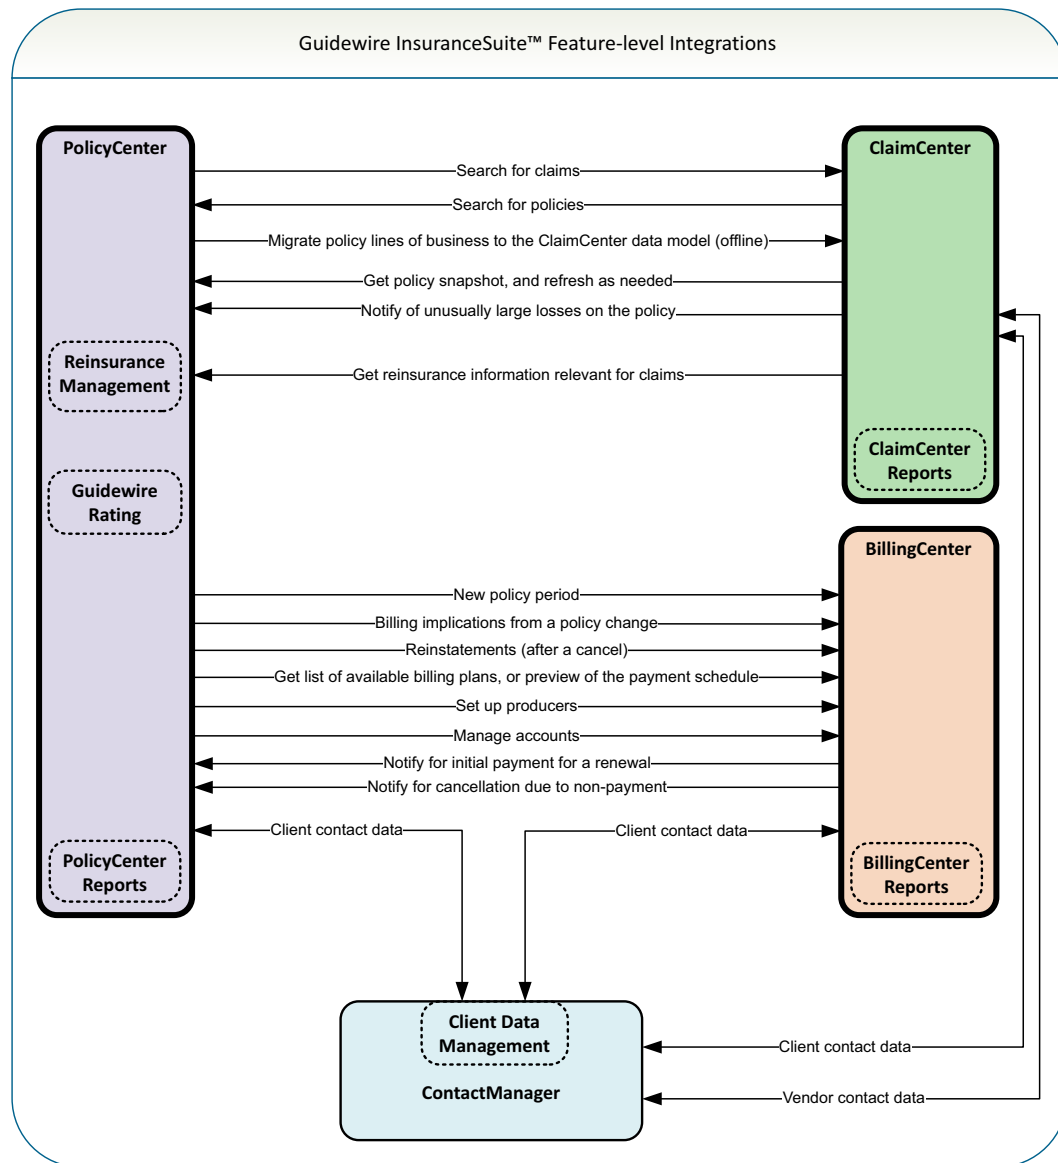 Guidewire InsuranceSuite™ Feature-level Integrations
PolicyCenter
ClaimCenter
Search for claims
Search for policies
Migrate policy lines of business to the ClaimCenter data model (offline)
Get policy snapshot, and refresh as needed
Notify of unusually large losses on the policy
Reinsurance
Management
Get reinsurance information relevant for claims
ClaimCenter
Reports
Guidewire
Rating
BillingCenter
New policy period
Billing implications from a policy change
Reinstatements (after a cancel)
Get list of available billing plans, or preview of the payment schedule
Set up producers
Manage accounts
Notify for initial payment for a renewal
Notify for cancellation due to non-payment
Client contact data
Client contact data
PolicyCenter
Reports
BillingCenter
Reports
Client Data
Management
ContactManager
Client contact data
Vendor contact data